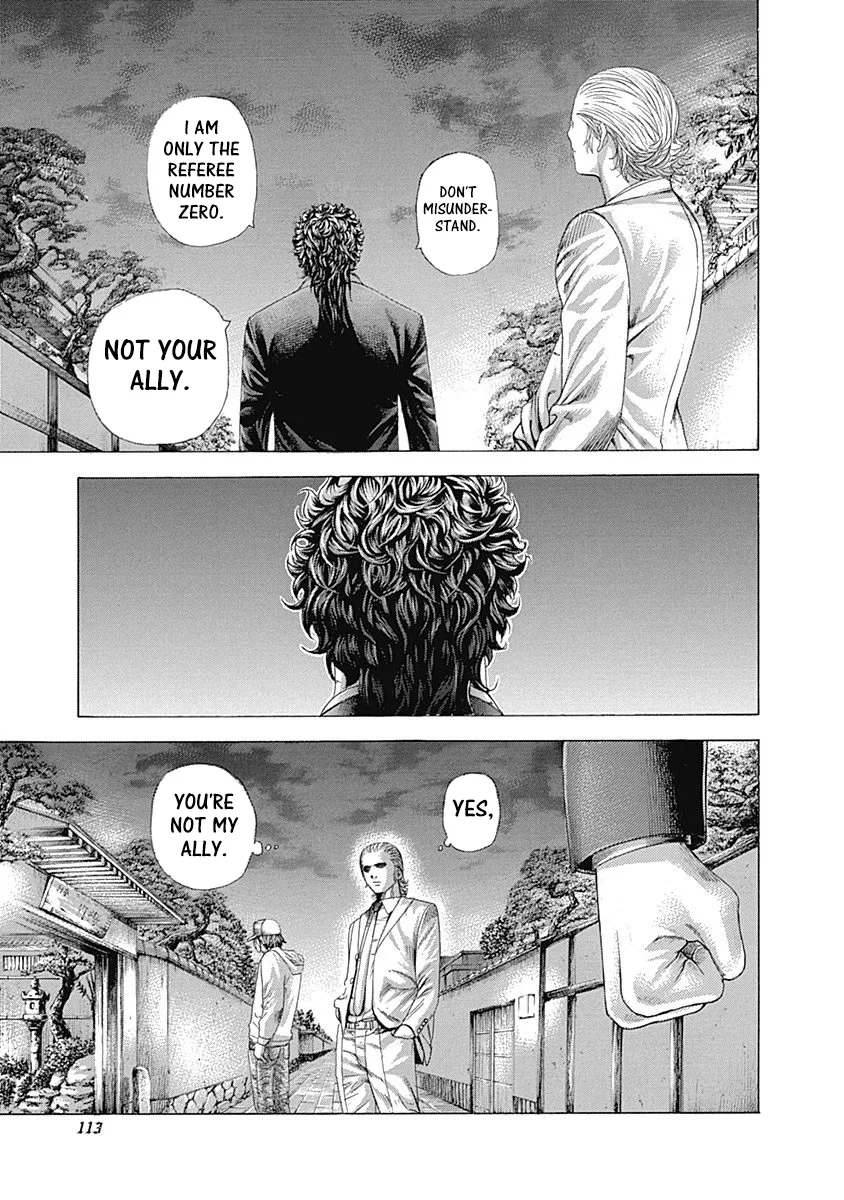 DON'T
MISUNDER-
STAND.
I AM
ONLY THE
REFEREE
NUMBER
ZERO.
NOT YOUR
ALLY.
YES,
YOU'RE
NOT MY
ALLY.
113